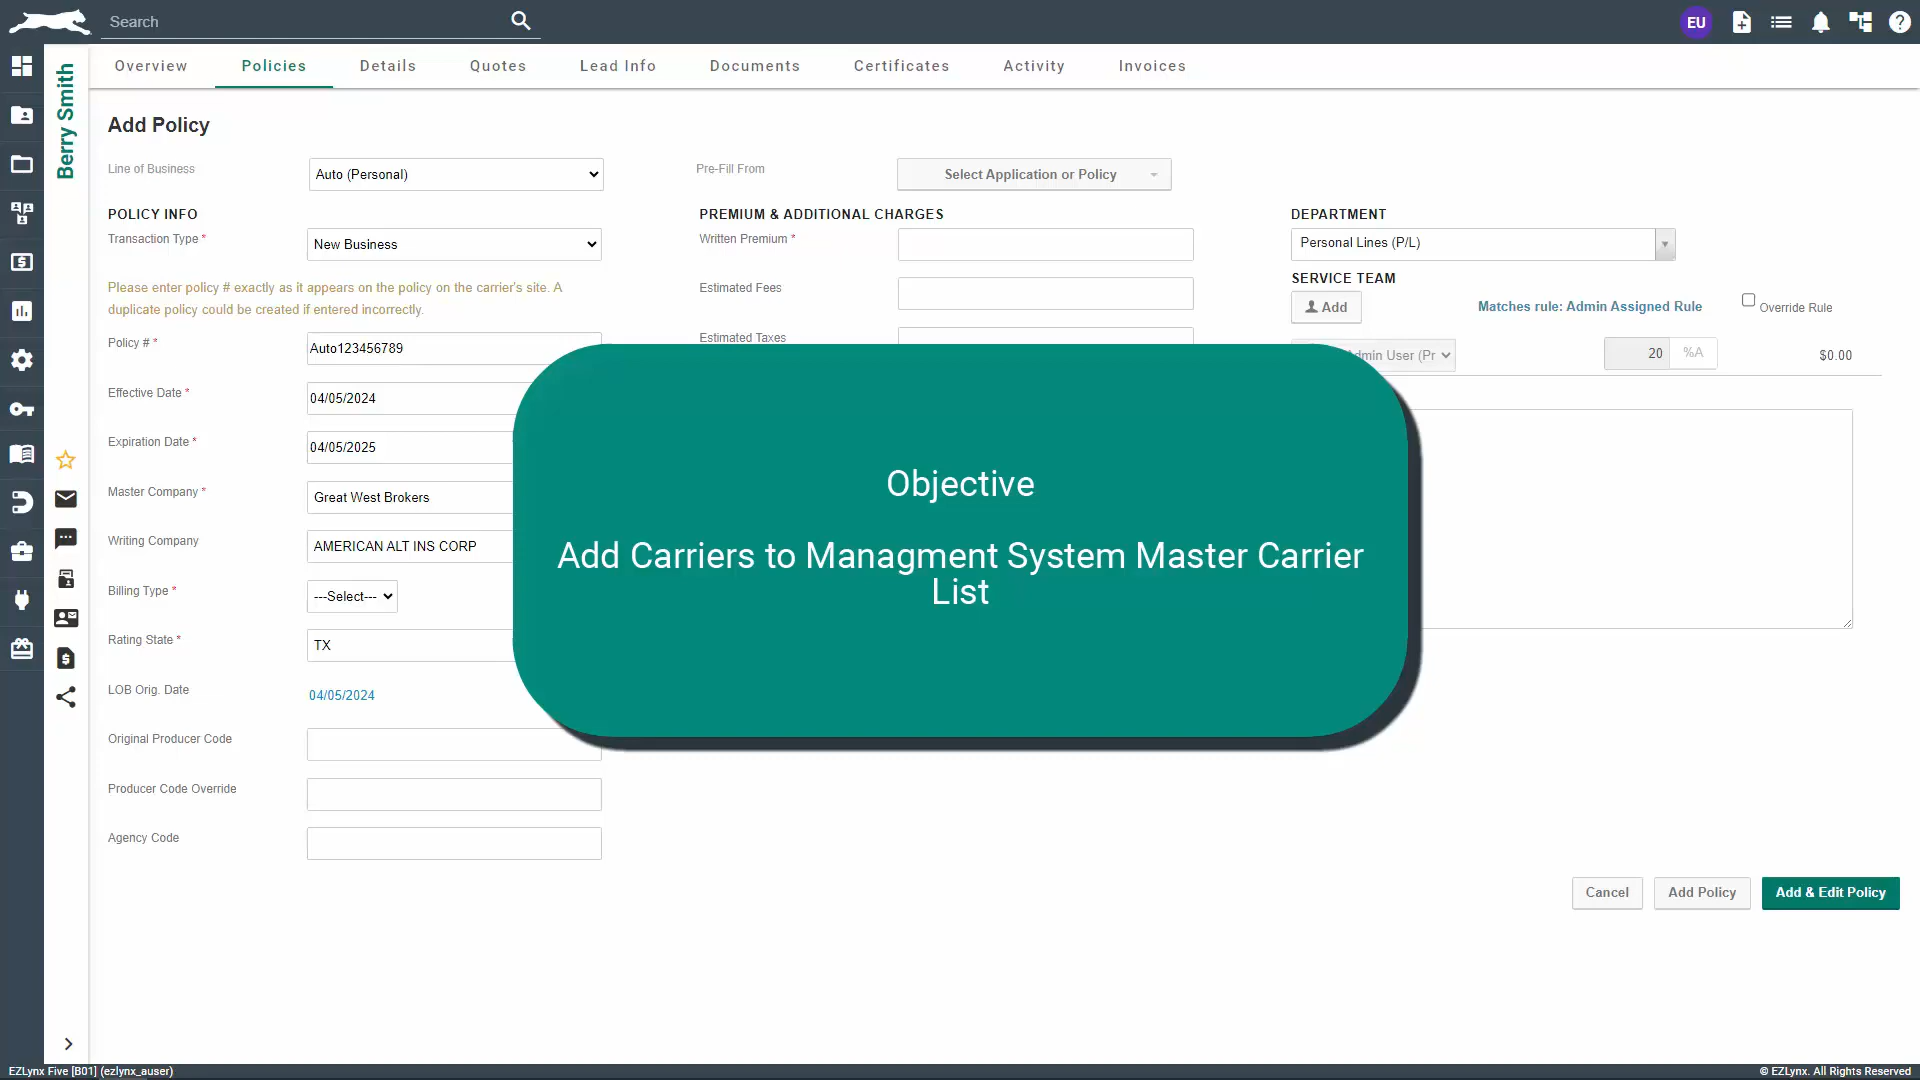 Search
EU
Berry Smith
Overview
Policies
Details
Quotes
Lead Info
Documents
Certificates
Activity
Invoices
Add Policy
Line of Business
Auto (Personal)
Pre-Fill From
Select Application or Policy
POLICY INFO
Transaction Type *
New Business
Please enter policy # exactly as it appears on the policy on the carrier's site. A
duplicate policy could be created if entered incorrectly.
Policy # *
Auto123456789
Effective Date *
04/05/2024
Expiration Date *
04/05/2025
Master Company *
Great West Brokers
Writing Company
AMERICAN ALT INS CORP
Billing Type *
---Select---
Rating State *
TX
LOB Orig. Date
04/05/2024
Original Producer Code
Producer Code Override
Agency Code
PREMIUM & ADDITIONAL CHARGES
Written Premium *
Estimated Fees
Estimated Taxes
DEPARTMENT
Personal Lines (P/L)
SERVICE TEAM
Add
Matches rule: Admin Assigned Rule
Override Rule
User (Pr
20
%A
$0.00
Objective
Add Carriers to Managment System Master Carrier
List
Cancel
Add Policy
Add & Edit Policy
EZLynx Five [B01] (ezlynx_auser)
© EZLynx. All Rights Reserved